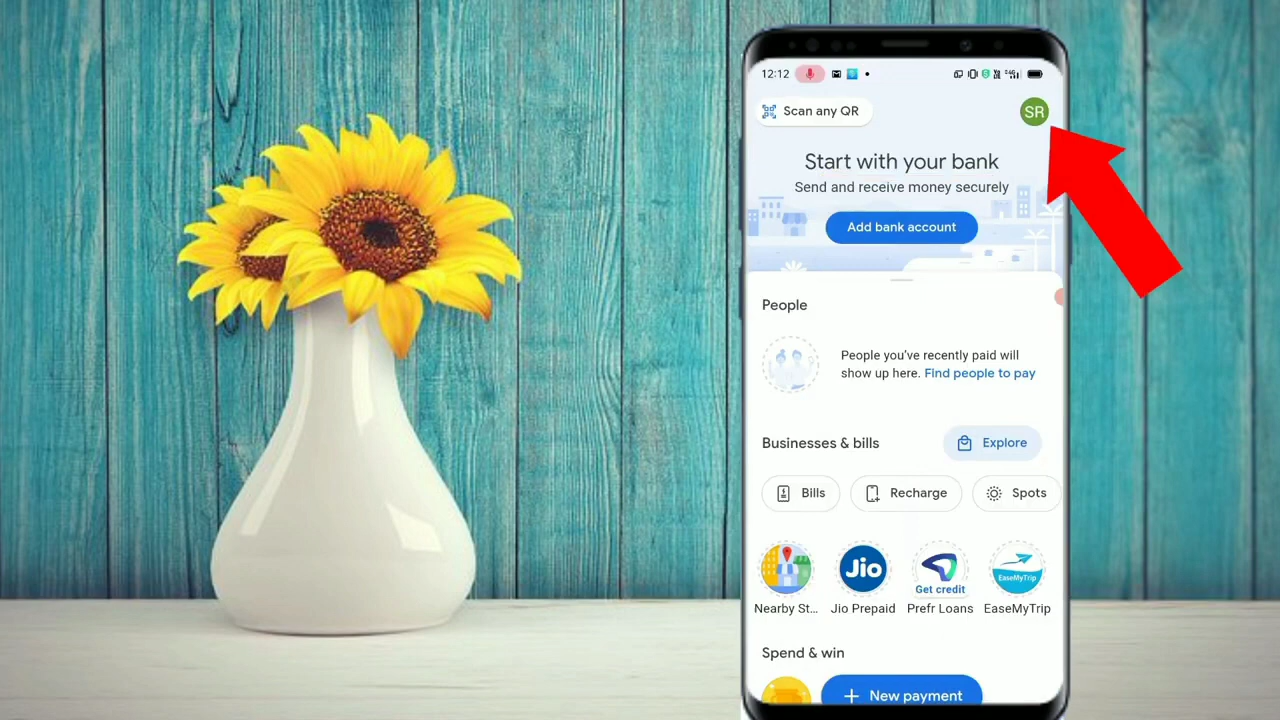 12:12
Scan any QR
SR
Start with your bank
Send and receive money securely
Add bank account
People
People you've recently paid will
show up here. Find people to pay
Businesses & bills
Explore
Bills
Recharge
Spots
Jio
Get credit
EaseMyTrip
Nearby St...
Jio Prepaid
Prefr Loans
EaseMyTrip
Spend & win
New payment